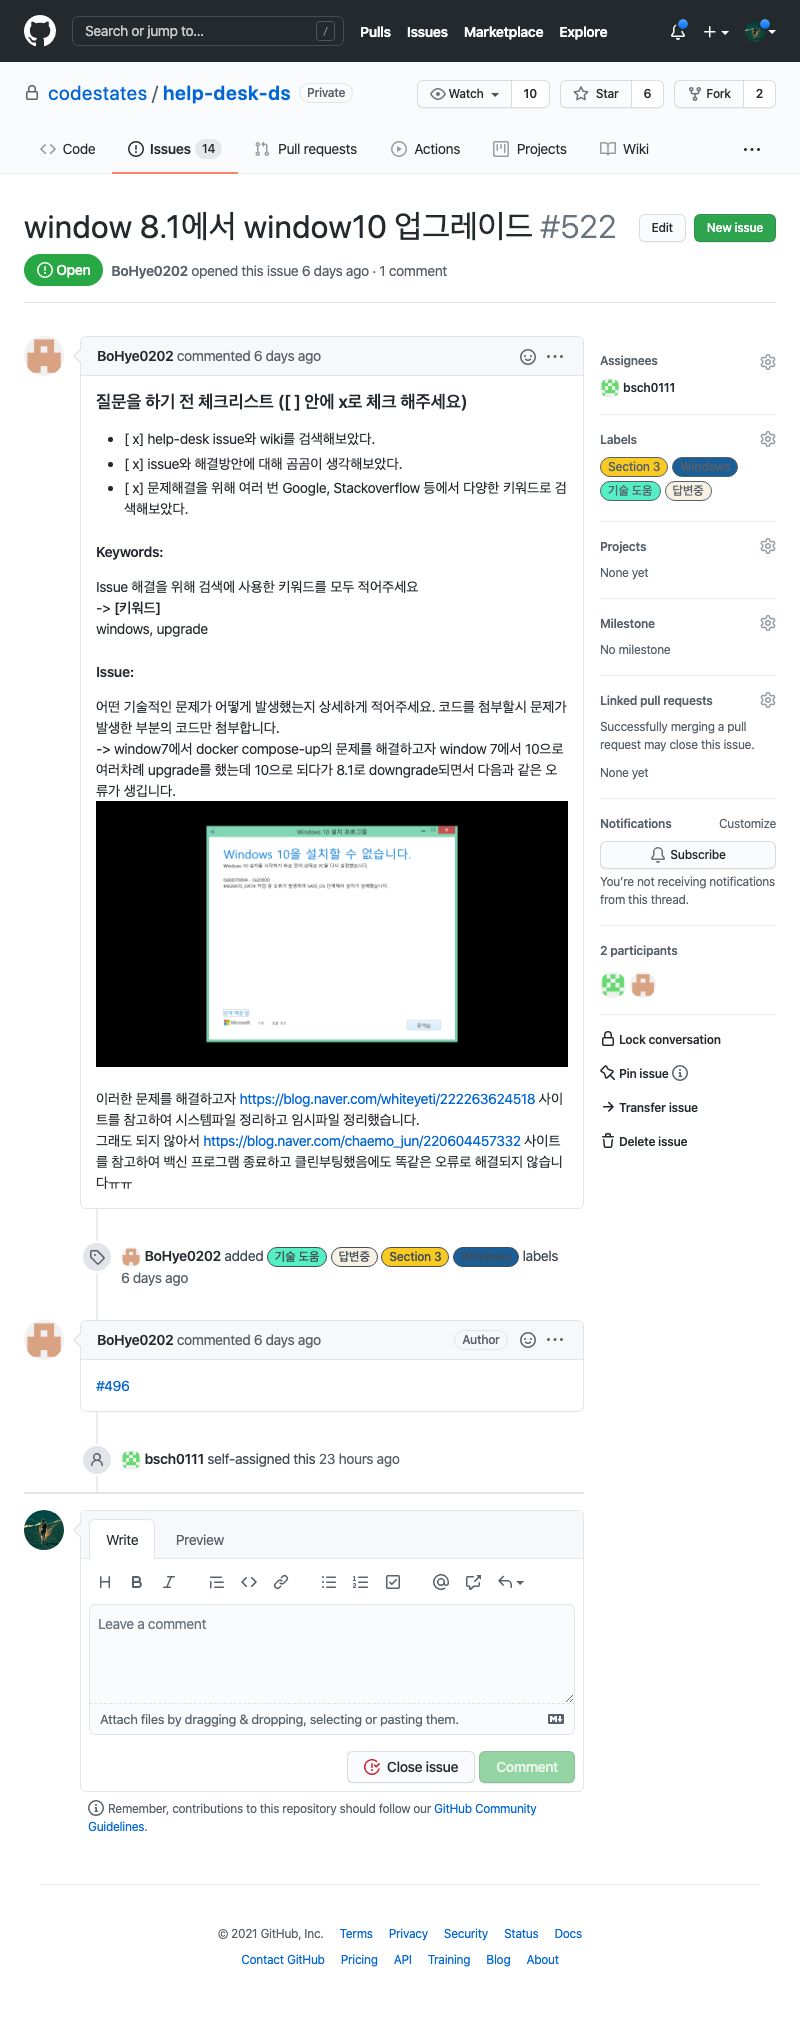 Search or jump to...
/
Pulls
Issues
Marketplace
Explore
codestates / help-desk-ds
Private
Watch
10
Star
6
Fork
2
Code
Issues 14
Pull requests
Actions
Projects
Wiki
window 8.1에서 window10 업그레이드 #522
Edit
New issue
Open
BoHye0202 opened this issue 6 days ago · 1 comment
BoHye0202 commented 6 days ago
질문을 하기 전 체크리스트 ([ ] 안에 x로 체크 해주세요)
[ x] help-desk issue와 wiki를 검색해보았다.
[ x] issue와 해결방안에 대해 곰곰이 생각해보았다.
[ x] 문제해결을 위해 여러 번 Google, Stackoverflow 등에서 다양한 키워드로 검
색해보았다.
Keywords:
Issue 해결을 위해 검색에 사용한 키워드를 모두 적어주세요
-> [키워드]
windows, upgrade
Issue:
어떤 기술적인 문제가 어떻게 발생했는지 상세하게 적어주세요. 코드를 첨부할시 문제가
발생한 부분의 코드만 첨부합니다.
-> window7에서 docker compose-up의 문제를 해결하고자 window 7에서 10으로
여러차례 upgrade를 했는데 10으로 되다가 8.1로 downgrade되면서 다음과 같은 오
류가 생깁니다.
Windows 10 설치 프로그램
Windows 10을 설치할 수 없습니다.
Windows 10 설치를 시작하기 바로 전의 상태로 PC를 다시 설정했습니다.
Microsoft
이러한 문제를 해결하고자 https://blog.naver.com/whiteyeti/222263624518 사이
트를 참고하여 시스템파일 정리하고 임시파일 정리했습니다.
그래도 되지 않아서 https://blog.naver.com/chaemo_jun/220604457332 사이트
를 참고하여 백신 프로그램 종료하고 클린부팅했음에도 똑같은 오류로 해결되지 않습니
다ㅠㅠ
BoHye0202 added 기술 도움 답변중 Section 3 Windows labels
6 days ago
BoHye0202 commented 6 days ago
Author
#496
bsch0111 self-assigned this 23 hours ago
Write
Preview
H B I
@
Leave a comment
Attach files by dragging & dropping, selecting or pasting them.
Close issue
Comment
Remember, contributions to this repository should follow our GitHub Community
Guidelines.
Assignees
bsch0111
Labels
Section 3
Windows
기술 도움
답변중
Projects
None yet
Milestone
No milestone
Linked pull requests
Successfully merging a pull
request may close this issue.
None yet
Notifications
Customize
Subscribe
You're not receiving notifications
from this thread.
2 participants
Lock conversation
Pin issue
Transfer issue
Delete issue
© 2021 GitHub, Inc.
Terms
Privacy
Security
Status
Docs
Contact GitHub
Pricing
API
Training
Blog
About